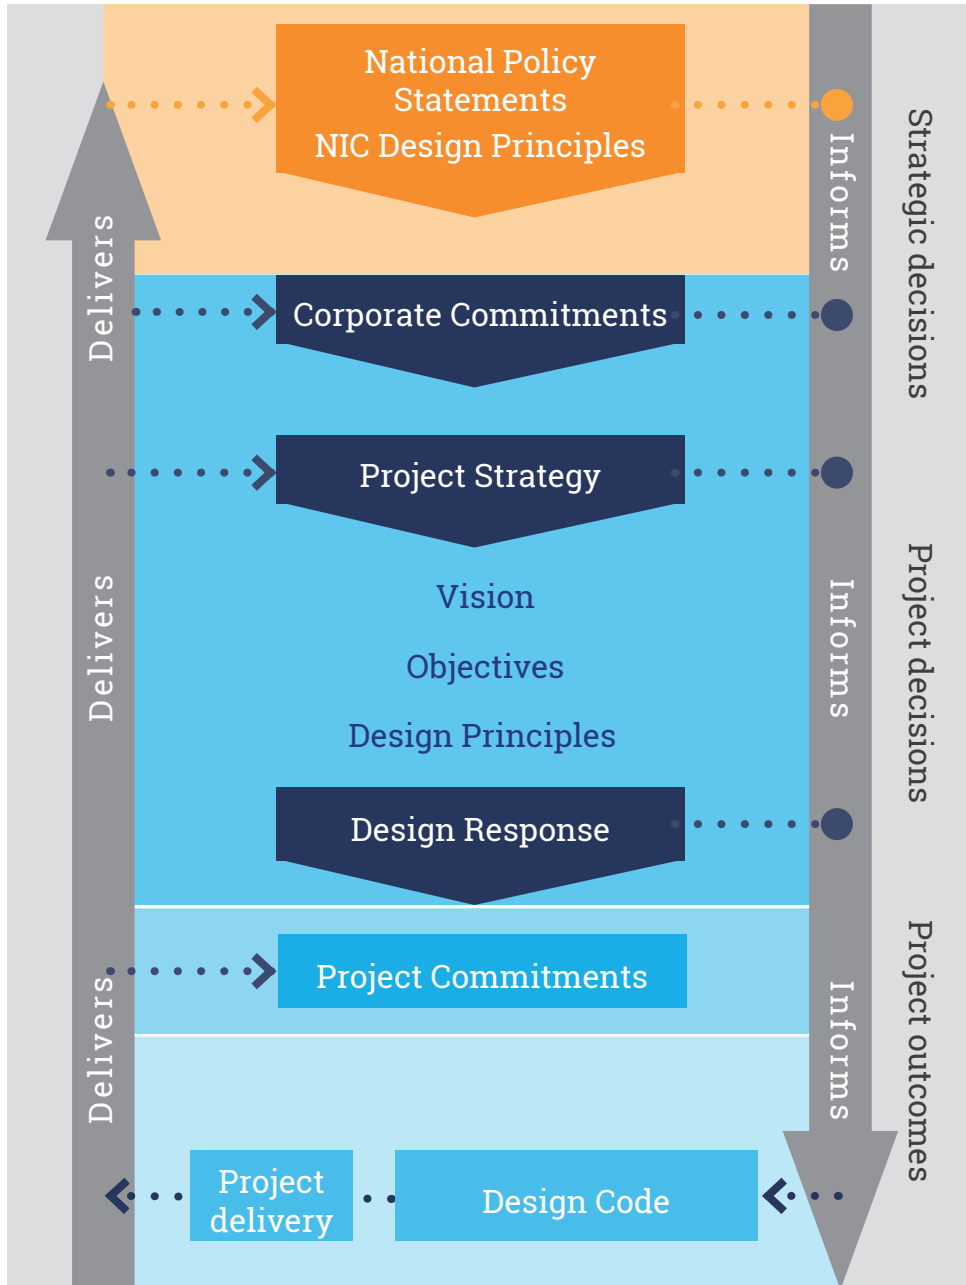 National Policy
Statements
NIC Design Principles
Corporate Commitments
Project Strategy
Vision
Objectives
Design Principles
Design Response
Project Commitments
Project
delivery
Design Code
Delivers
Delivers
Delivers
Informs
Informs
Informs
Strategic decisions
Project decisions
Project outcomes